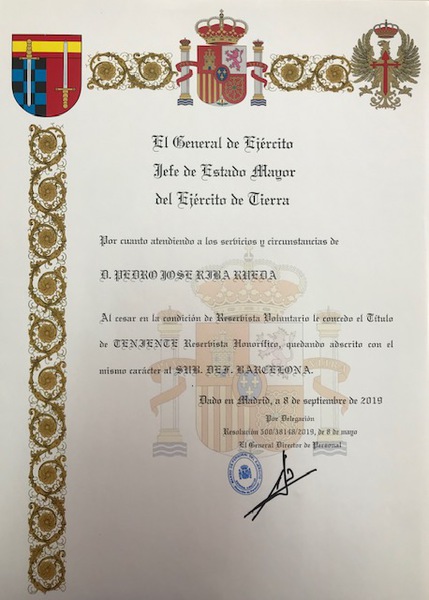 El General de Ejército
Jefe de Estado Mayor
del Ejército de Tierra
Por cuanto atendiendo a los servicios y circunstancias de
D. PEDRO JOSE RIBA RUEDA
Al cesar en la condición de Reservista Voluntario le concedo el Título
de TENIENTE Reservista Honorífico, quedando adscrito con el
mismo carácter al SUB. DEF. BARCELONA.
Dado en Madrid, a 8 de septiembre de 2019
Por Delegación
Resolución 500/38148/2019, de 8 de mayo
El General Director de Personal